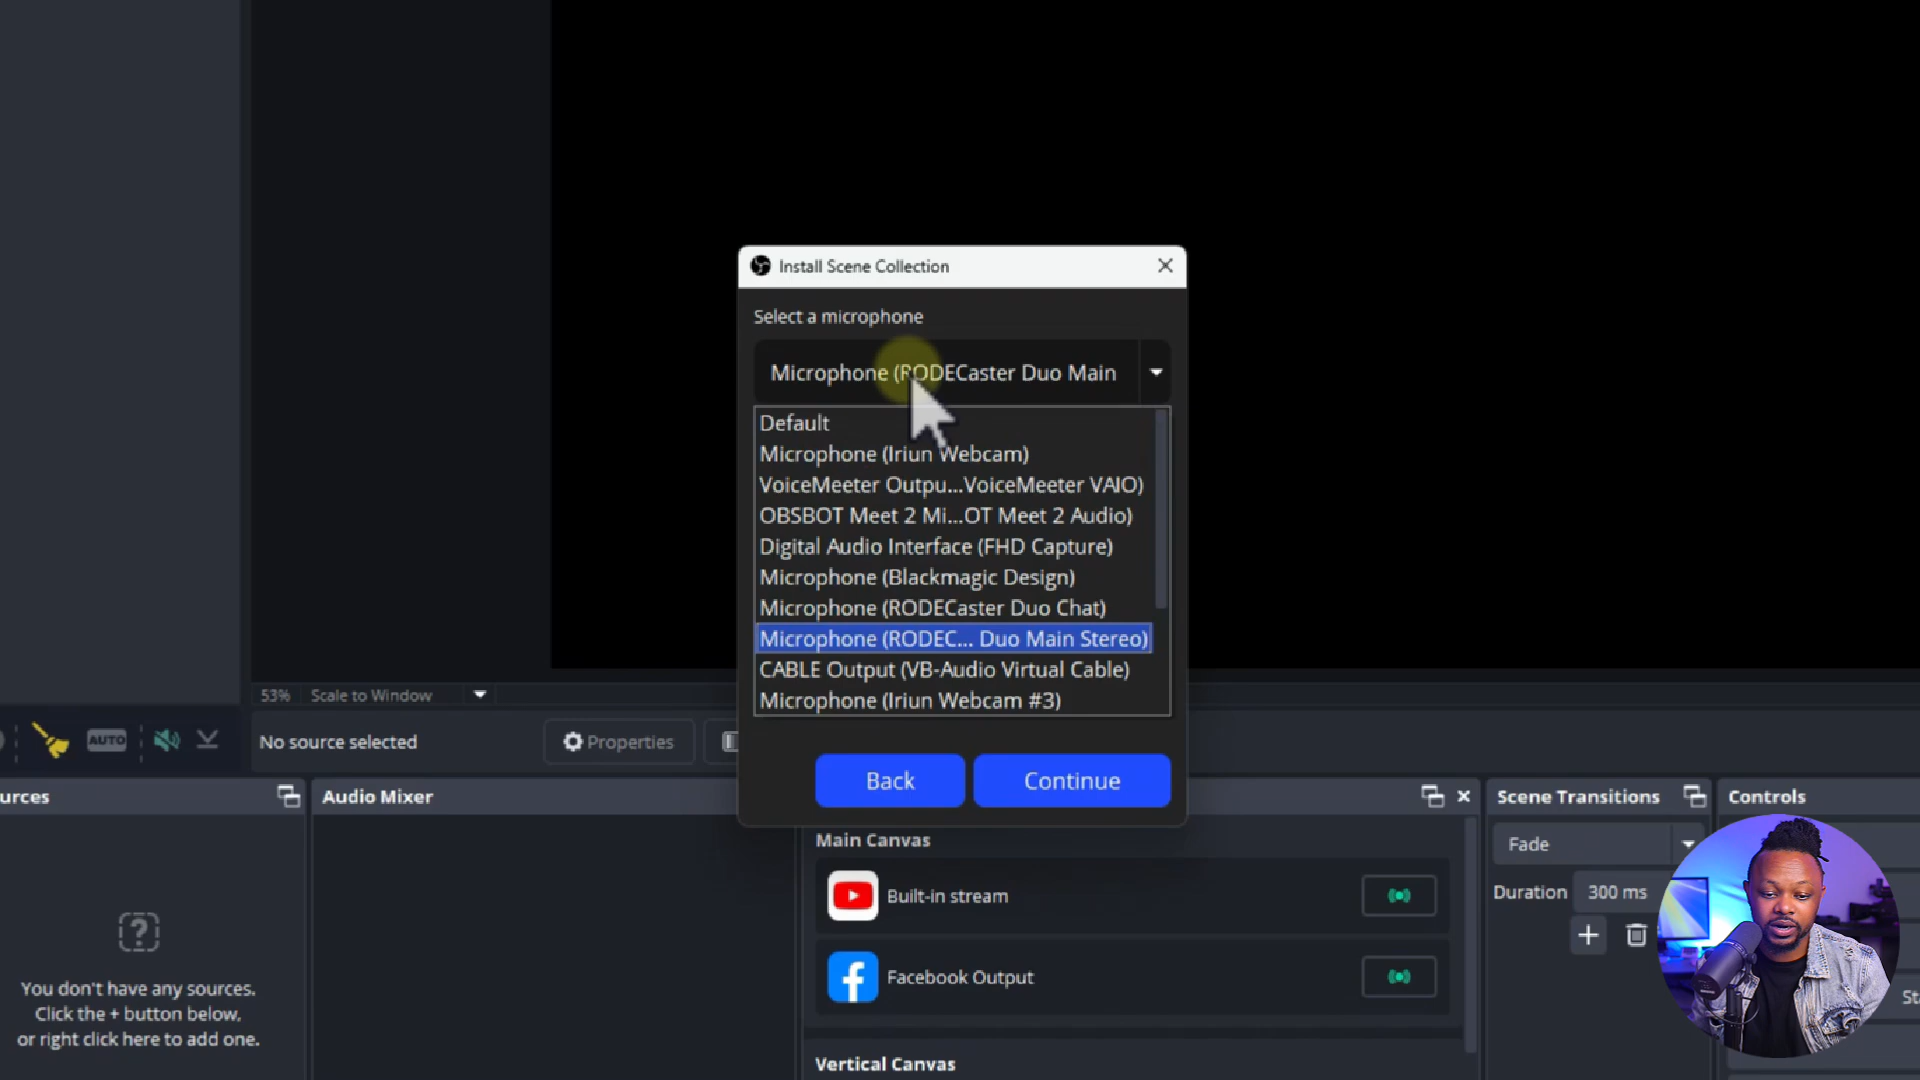 Install Scene Collection
Select a microphone
Microphone (RODECaster Duo Main
Default
Microphone (Iriun Webcam)
VoiceMeeter Outpu...VoiceMeeter VAIO)
OBSBOT Meet 2 Mi...OT Meet 2 Audio)
Digital Audio Interface (FHD Capture)
Microphone (Blackmagic Design)
Microphone (RODECaster Duo Chat)
Microphone (RODEC... Duo Main Stereo)
CABLE Output (VB-Audio Virtual Cable)
Microphone (Iriun Webcam #3)
Back
Continue
53% Scale to Window
AUTO
No source selected
Properties
urces
Audio Mixer
Scene Transitions
Controls
Main Canvas
Fade
Built-in stream
Duration 300 ms
Facebook Output
You don't have any sources.
Click the + button below,
or right click here to add one.
St
Vertical Canvas